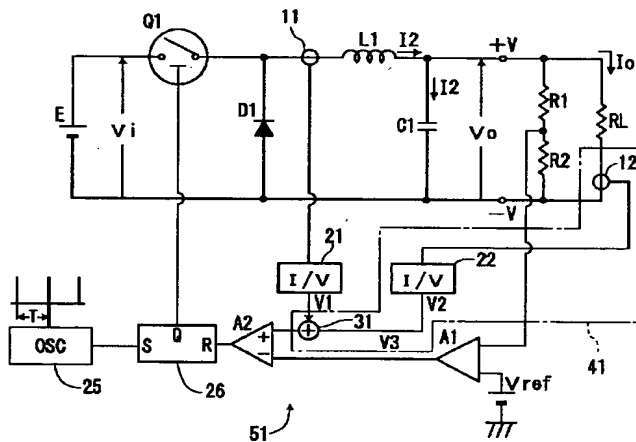 Q1
11
L1
I2
+V
Io
I2
E
Vi
D1
C1
Vo
R1
RL
R2
12
-V
21
I/V
22
I/V
V1
V2
T
OSC
S
Q
R
A2
+
-
31
V3
A1
41
25
26
Vref
51